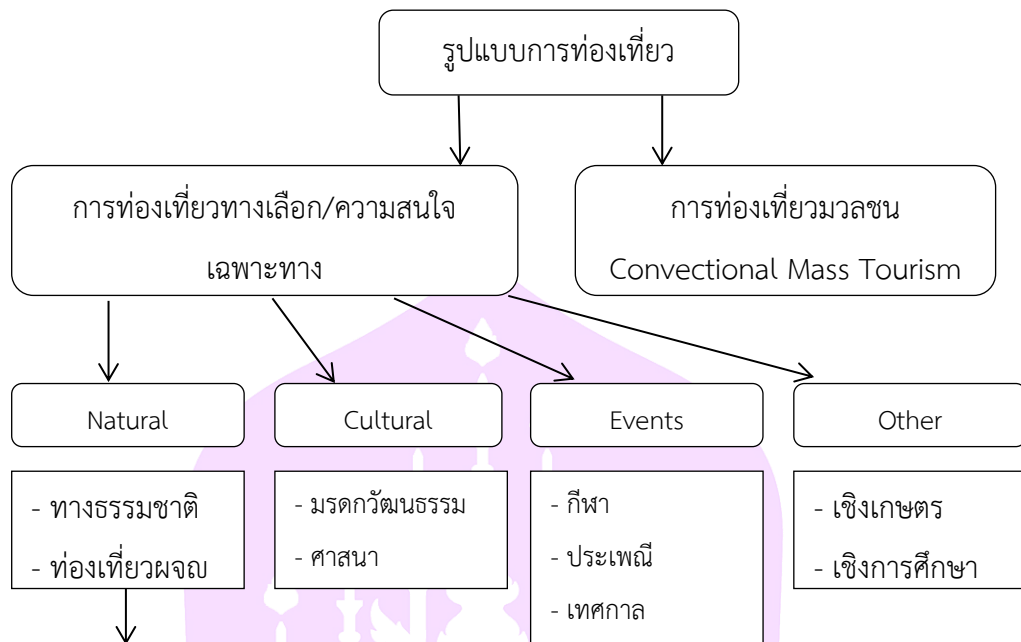 รูปแบบการท่องเที่ยว
การท่องเที่ยวทางเลือก/ความสนใจ
เฉพาะทาง
การท่องเที่ยวมวลชน
Convectional Mass Tourism
Natural
Cultural
Events
Other
- ทางธรรมชาติ
- ท่องเที่ยวผจญ
- มรดกวัฒนธรรม
- ศาสนา
- กีฬา
- ประเพณี
- เทศกาล
- เชิงเกษตร
- เชิงการศึกษา